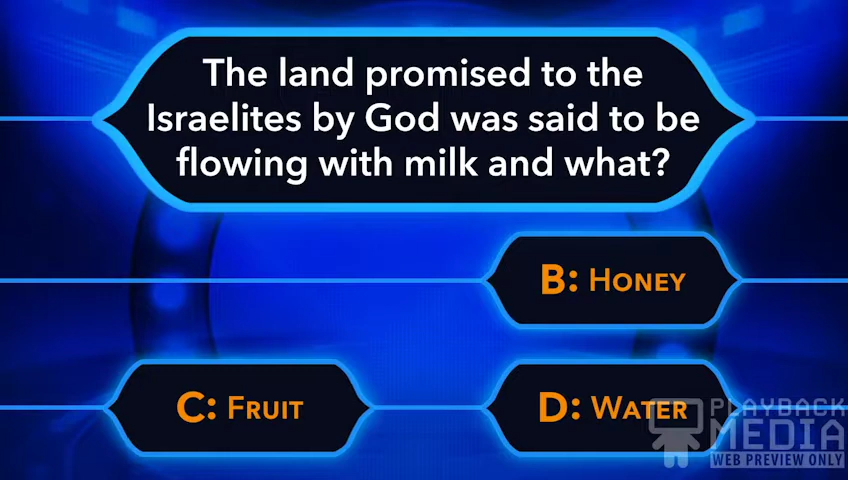 The land promised to the
Israelites by God was said to be
flowing with milk and what?
B: Honey
C: Fruit
D: Water
PLAYBACK
MEDIA
WEB PREVIEW ONLY